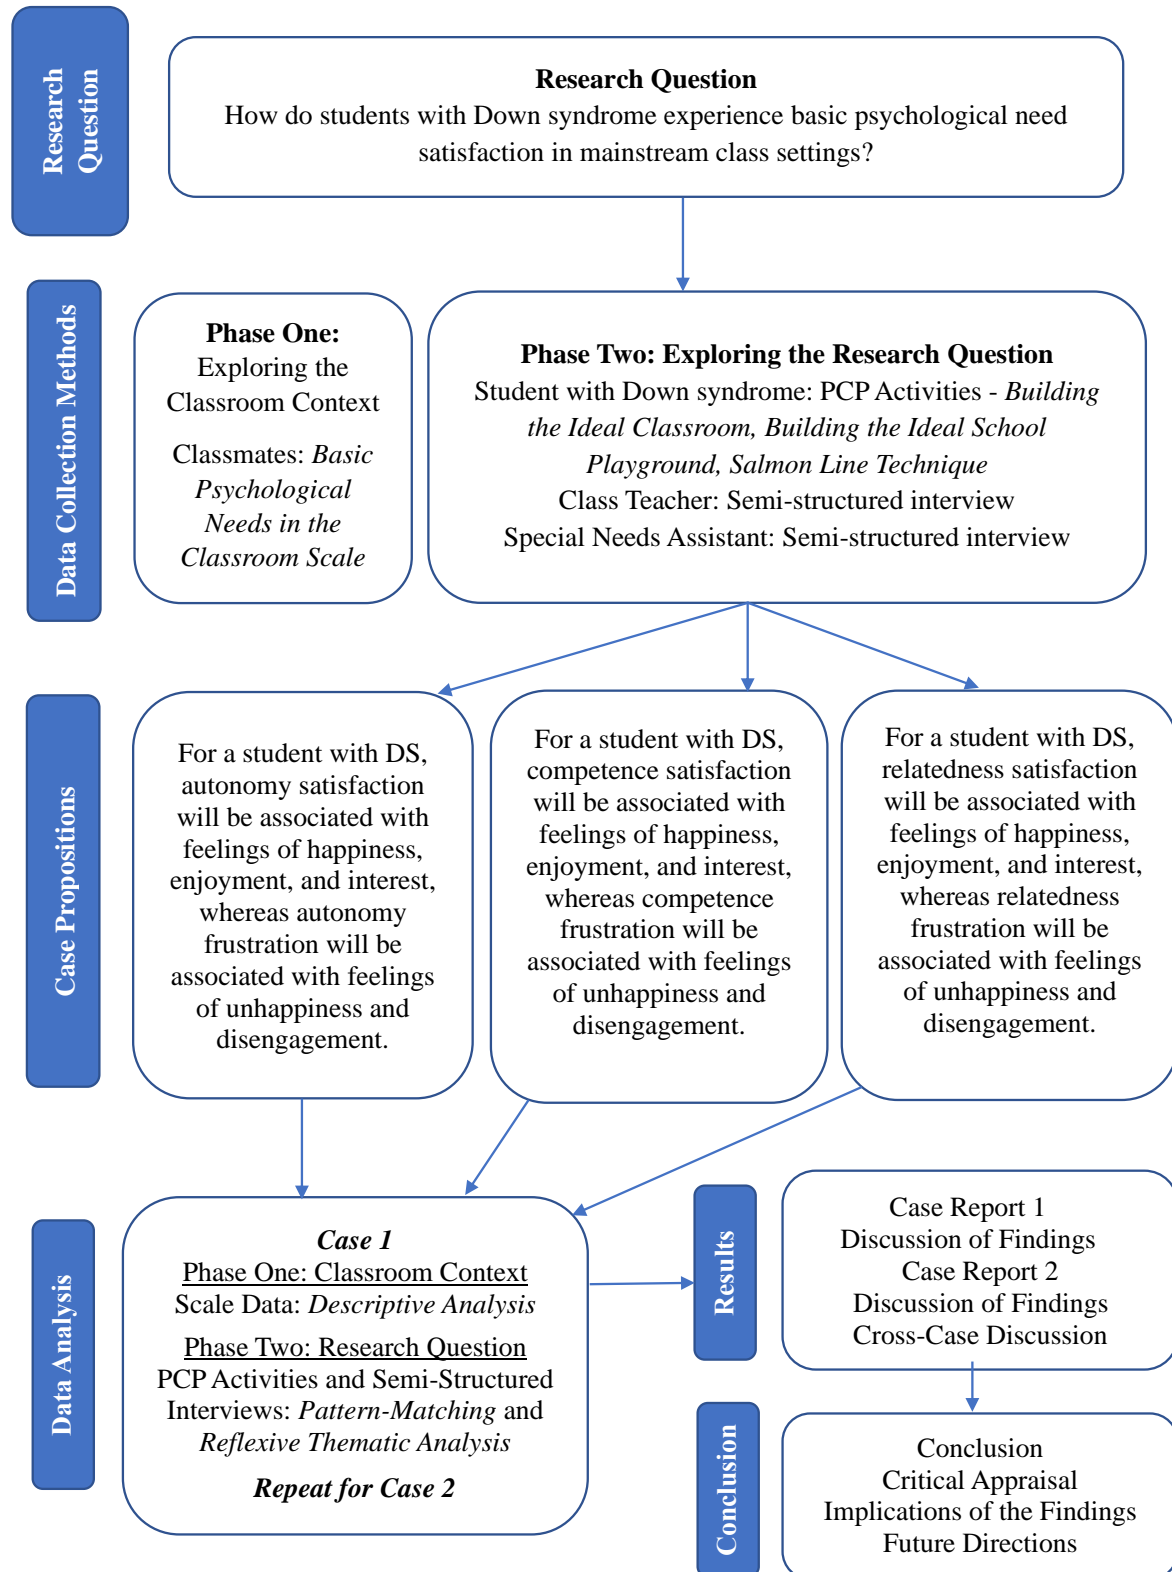 Research
Question
Research Question
How do students with Down syndrome experience basic psychological need
satisfaction in mainstream class settings?
Data Collection Methods
Phase One:
Exploring the
Classroom Context
Classmates: Basic
Psychological
Needs in the
Classroom Scale
Phase Two: Exploring the Research Question
Student with Down syndrome: PCP Activities - Building
the Ideal Classroom, Building the Ideal School
Playground, Salmon Line Technique
Class Teacher: Semi-structured interview
Special Needs Assistant: Semi-structured interview
Case Propositions
For a student with DS,
autonomy satisfaction
will be associated with
feelings of happiness,
enjoyment, and interest,
whereas autonomy
frustration will be
associated with feelings
of unhappiness and
disengagement.
For a student with DS,
competence satisfaction
will be associated with
feelings of happiness,
enjoyment, and interest,
whereas competence
frustration will be
associated with feelings
of unhappiness and
disengagement.
For a student with DS,
relatedness satisfaction
will be associated with
feelings of happiness,
enjoyment, and interest,
whereas relatedness
frustration will be
associated with feelings
of unhappiness and
disengagement.
Data Analysis
Case 1
Phase One: Classroom Context
Scale Data: Descriptive Analysis
Phase Two: Research Question
PCP Activities and Semi-Structured
Interviews: Pattern-Matching and
Reflexive Thematic Analysis
Repeat for Case 2
Results
Case Report 1
Discussion of Findings
Case Report 2
Discussion of Findings
Cross-Case Discussion
Conclusion
Conclusion
Critical Appraisal
Implications of the Findings
Future Directions